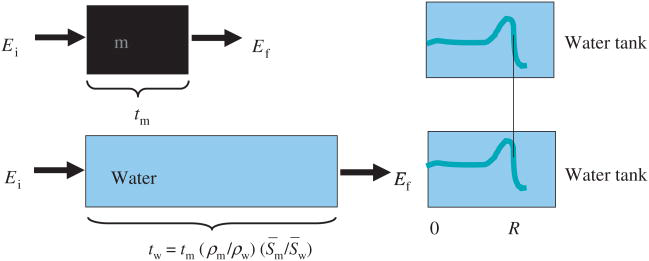 E_i m E_f Water tank
t_m
E_i Water E_f Water tank
0 R
t_w = t_m (ρ_m/ρ_w) (S̅_m/S̅_w)